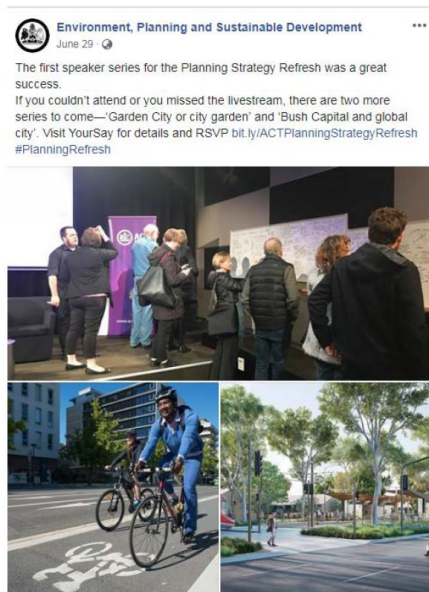 Environment, Planning and Sustainable Development
June 29 ·
The first speaker series for the Planning Strategy Refresh was a great
success.
If you couldn't attend or you missed the livestream, there are two more
series to come—'Garden City or city garden' and 'Bush Capital and global
city'. Visit YourSay for details and RSVP bit.ly/ACTPlanningStrategyRefresh
#PlanningRefresh